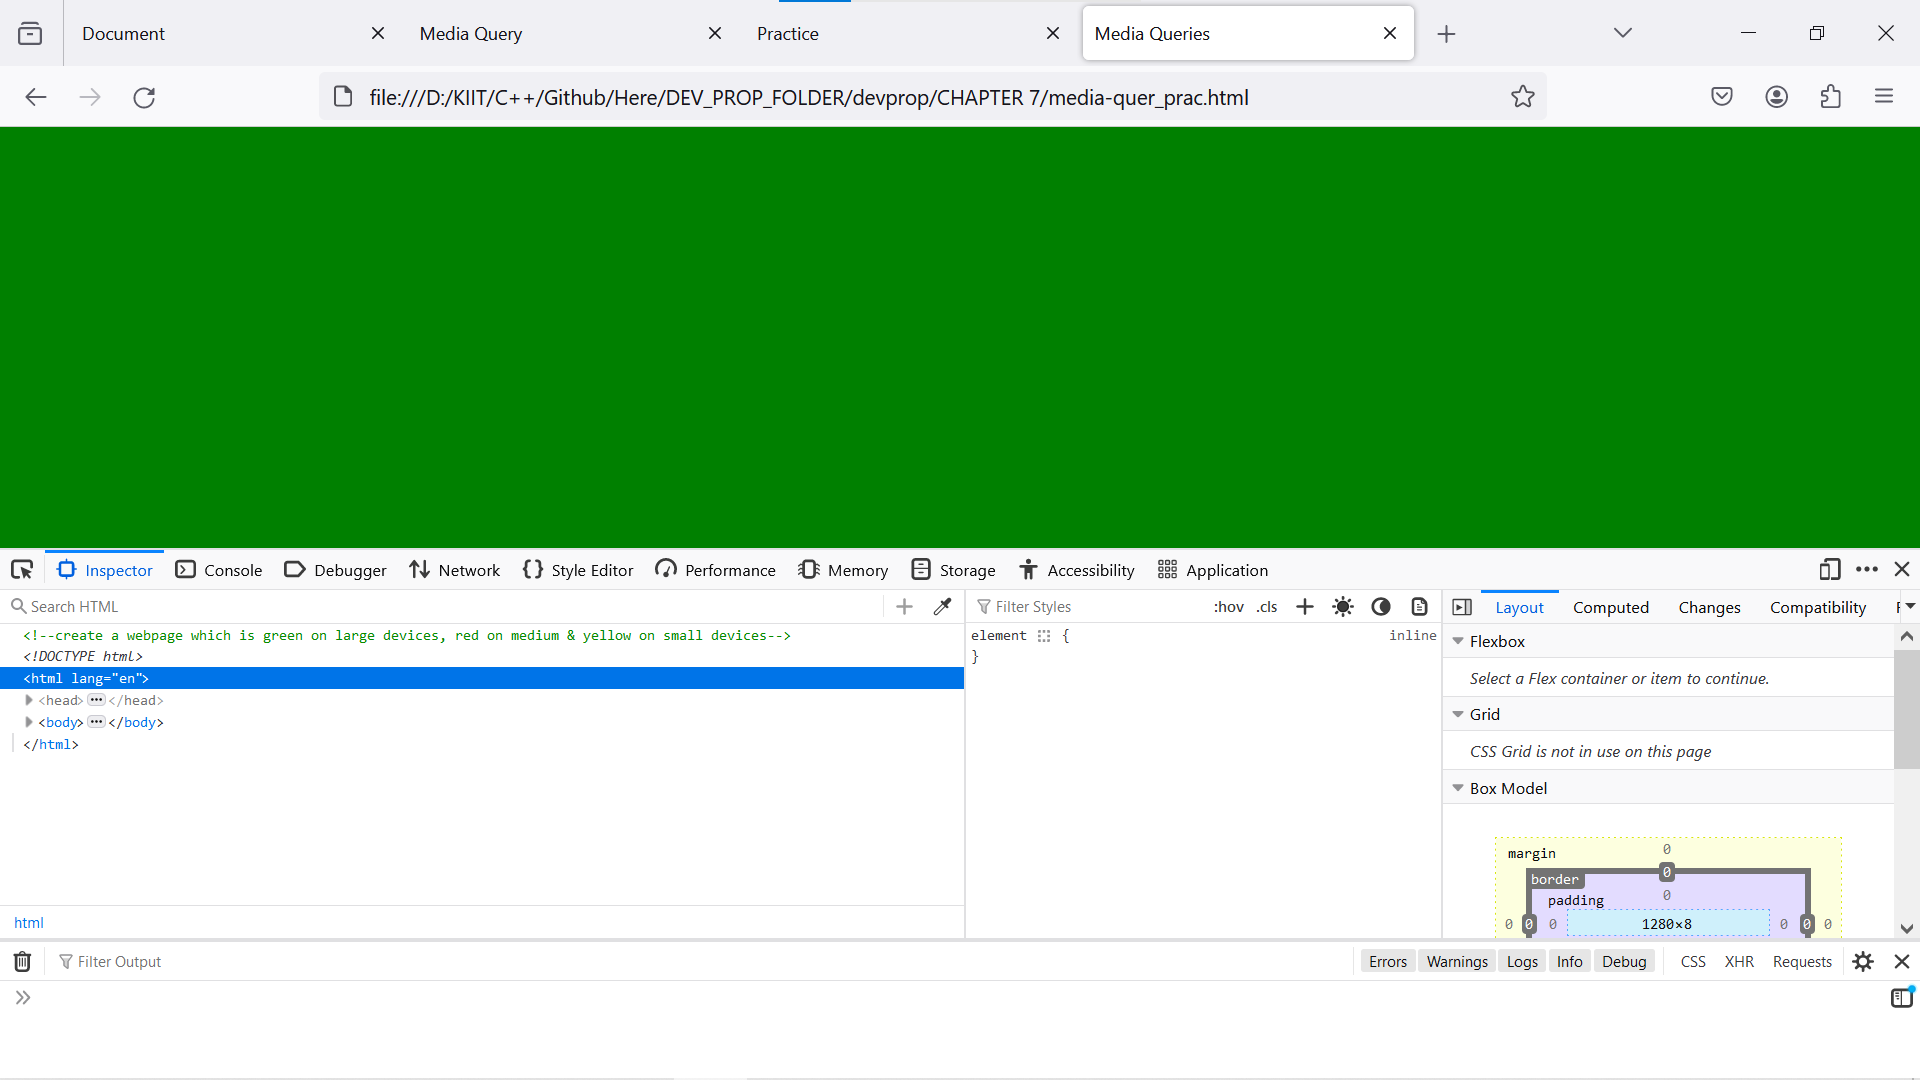 Document
Media Query
Practice
Media Queries
file:///D:/KIIT/C++/Github/Here/DEV_PROP_FOLDER/devprop/CHAPTER 7/media-quer_prac.html
Inspector Console Debugger Network Style Editor Performance Memory Storage Accessibility Application
Search HTML
<!--create a webpage which is green on large devices, red on medium & yellow on small devices-->
<!DOCTYPE html>
<html lang="en">
<head>...</head>
<body>...</body>
</html>
html
Filter Styles :hov .cls
element { inline
}
Layout Computed Changes Compatibility
Flexbox
Select a Flex container or item to continue.
Grid
CSS Grid is not in use on this page
Box Model
margin 0
border 0
padding 0
0 0 0 1280×8 0 0 0
Filter Output Errors Warnings Logs Info Debug CSS XHR Requests